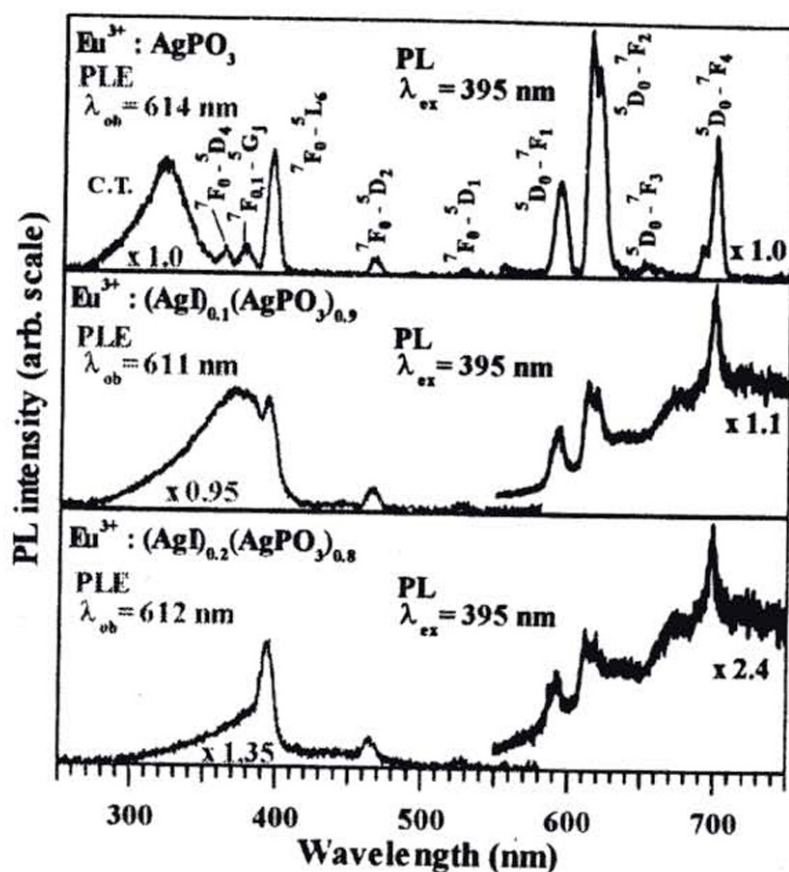 Eu³⁺ : AgPO₃
PLE
λob = 614 nm
PL
λex = 395 nm
C.T.
⁷F₀ - ⁵D₄
⁷F₀,₁ - ⁵GJ
⁷F₀ - ⁵L₆
⁷F₀ - ⁵D₂
⁷F₀ - ⁵D₁
⁵D₀ - ⁷F₁
⁵D₀ - ⁷F₂
⁵D₀ - ⁷F₃
⁵D₀ - ⁷F₄
x 1.0
x 1.0
Eu³⁺ : (AgI)₀.₁(AgPO₃)₀.₉
PLE
λob = 611 nm
PL
λex = 395 nm
x 0.95
x 1.1
Eu³⁺ : (AgI)₀.₂(AgPO₃)₀.₈
PLE
λob = 612 nm
PL
λex = 395 nm
x 1.35
x 2.4
PL intensity (arb. scale)
300 400 500 600 700
Wavelength (nm)